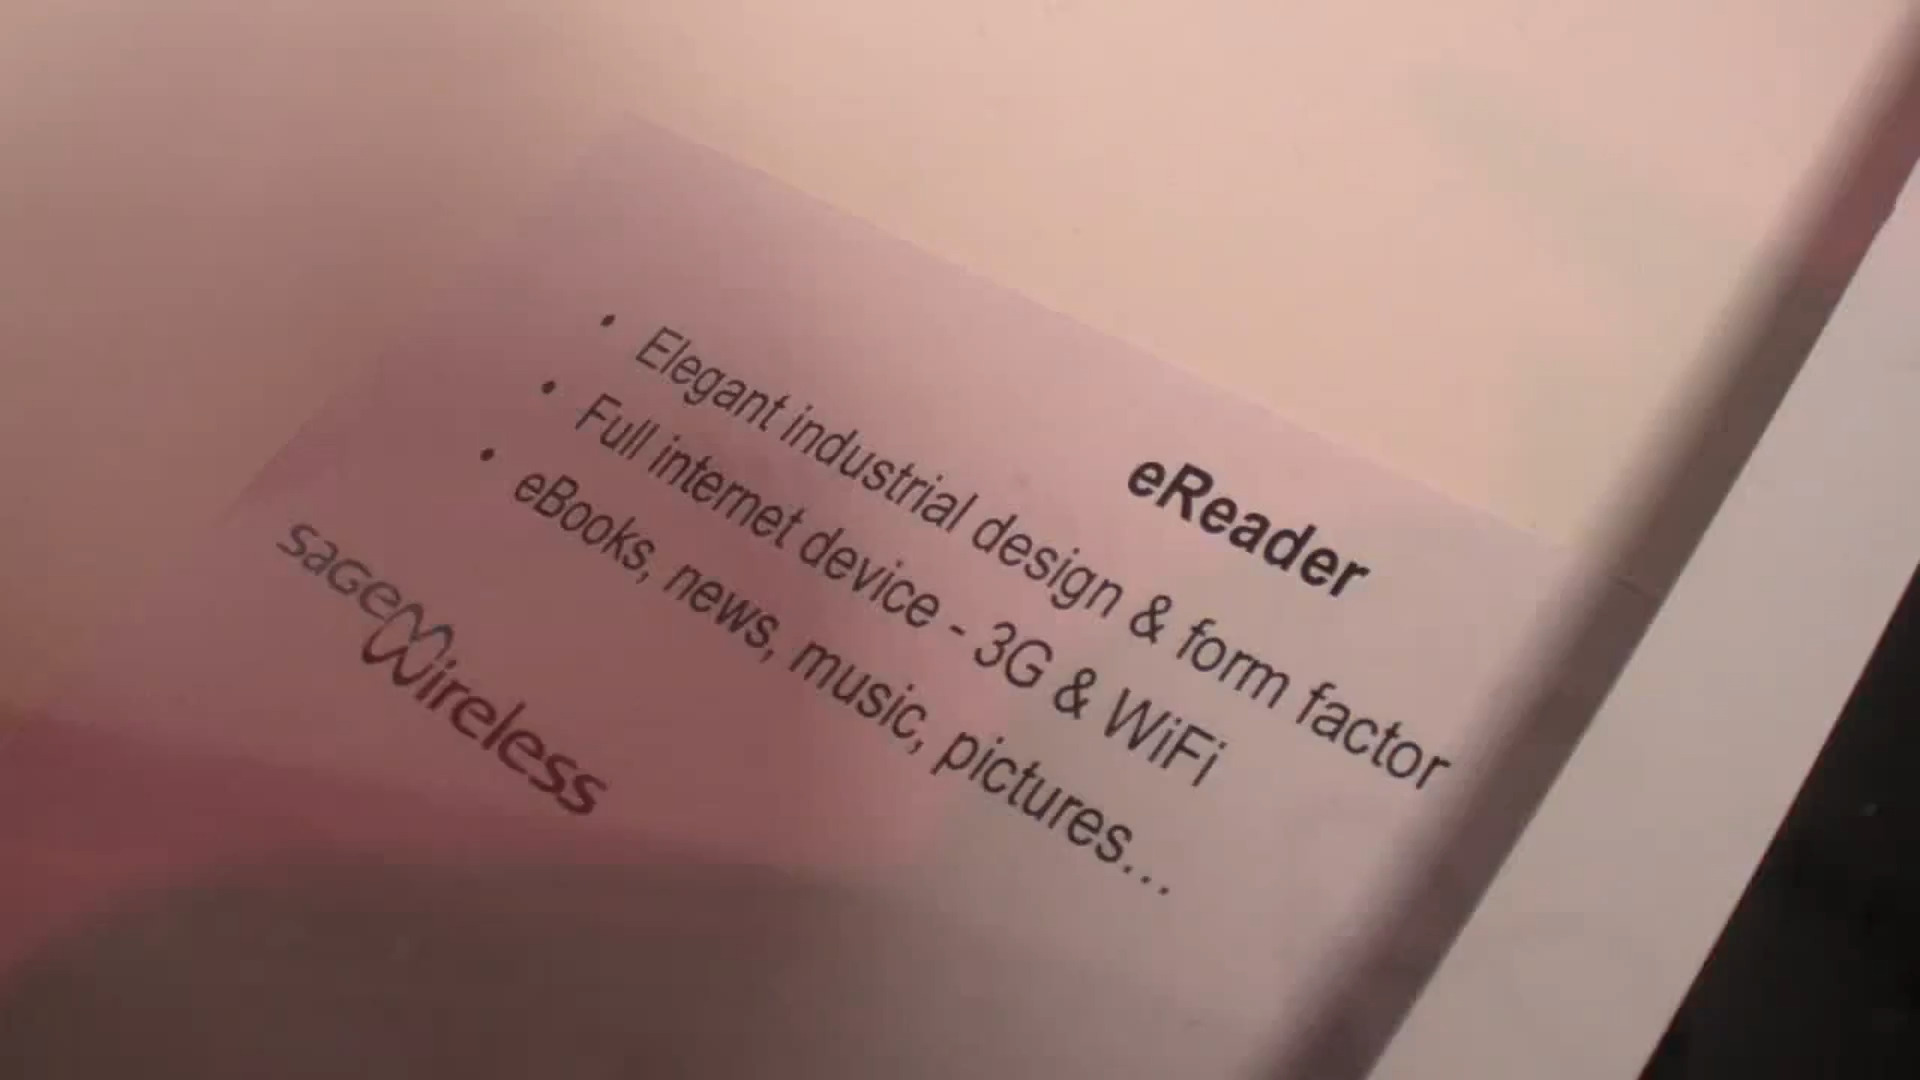 eReader
• Elegant industrial design & form factor
• Full internet device - 3G & WiFi
• eBooks, news, music, pictures...
sagem
Wireless